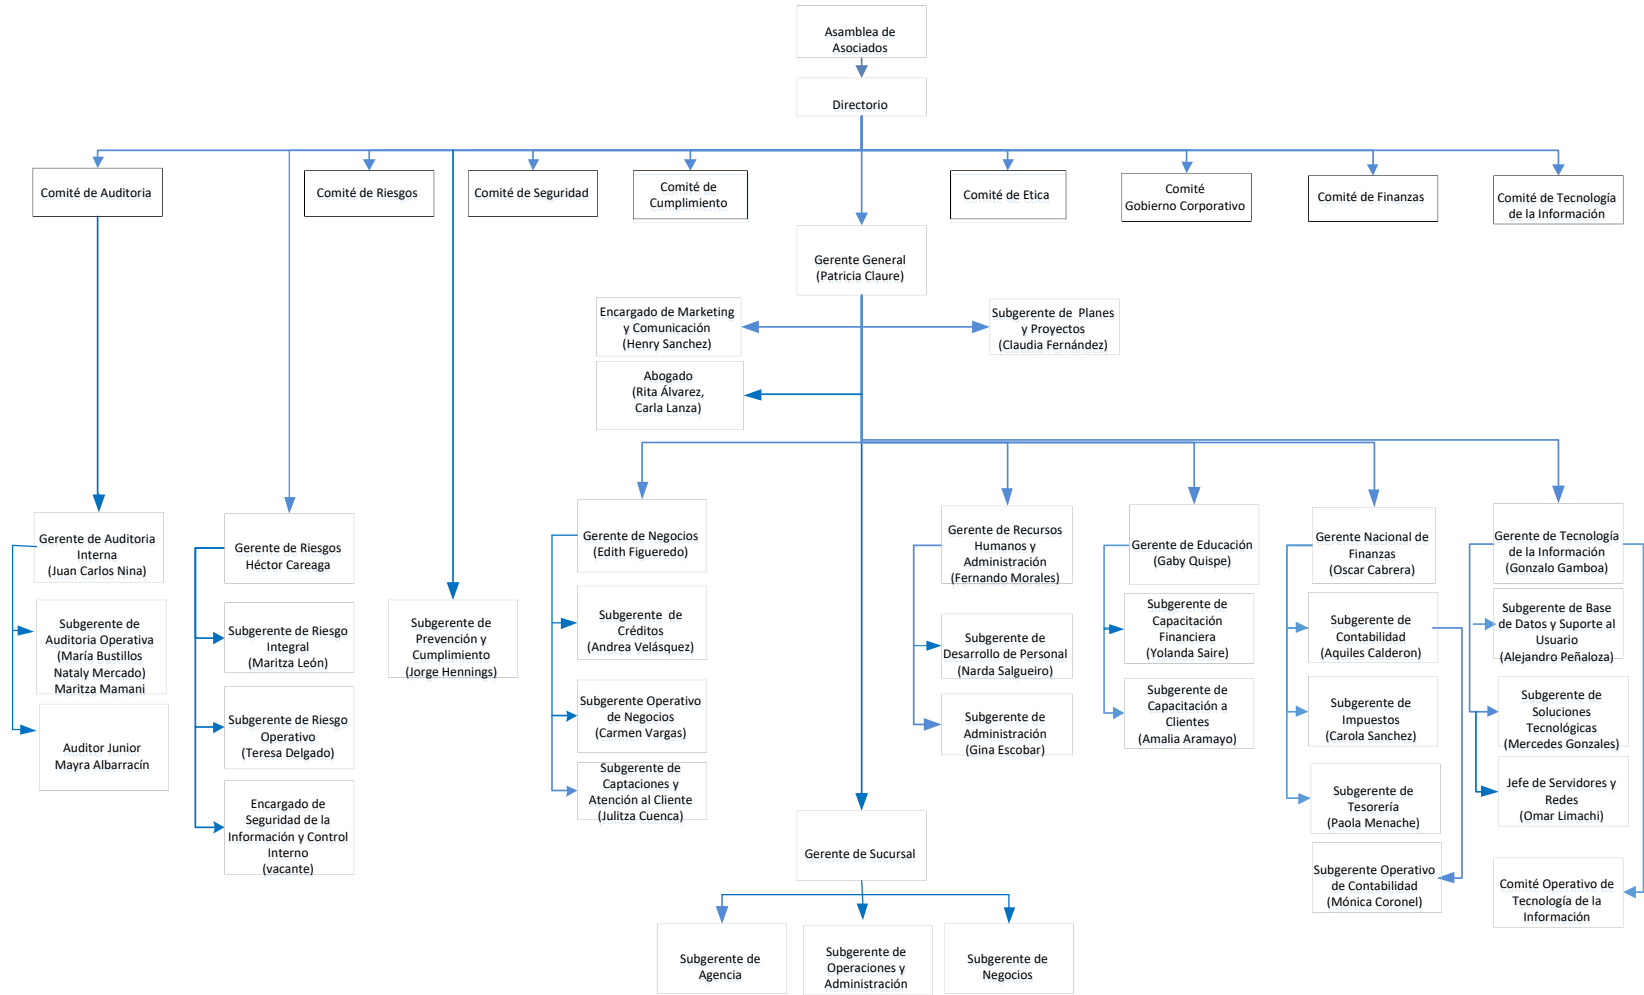 Asamblea de
Asociados
Directorio
Comité de Auditoria
Comité de Riesgos
Comité de Seguridad
Comité de
Cumplimiento
Comité de Etica
Comité
Gobierno Corporativo
Comité de Finanzas
Comité de Tecnología
de la Información
Gerente General
(Patricia Claure)
Encargado de Marketing
y Comunicación
(Henry Sanchez)
Subgerente de Planes
y Proyectos
(Claudia Fernández)
Abogado
(Rita Álvarez,
Carla Lanza)
Gerente de Auditoria
Interna
(Juan Carlos Nina)
Subgerente de
Auditoria Operativa
(María Bustillos
Nataly Mercado)
Maritza Mamani
Auditor Junior
Mayra Albarracín
Gerente de Riesgos
Héctor Careaga
Subgerente de Riesgo
Integral
(Maritza León)
Subgerente de Riesgo
Operativo
(Teresa Delgado)
Encargado de
Seguridad de la
Información y Control
Interno
(vacante)
Subgerente de
Prevención y
Cumplimiento
(Jorge Hennings)
Gerente de Negocios
(Edith Figueredo)
Subgerente de
Créditos
(Andrea Velásquez)
Subgerente Operativo
de Negocios
(Carmen Vargas)
Subgerente de
Captaciones y
Atención al Cliente
(Julitza Cuenca)
Gerente de Recursos
Humanos y
Administración
(Fernando Morales)
Subgerente de
Desarrollo de Personal
(Narda Salgueiro)
Subgerente de
Administración
(Gina Escobar)
Gerente de Educación
(Gaby Quispe)
Subgerente de
Capacitación
Financiera
(Yolanda Saire)
Subgerente de
Capacitación a
Clientes
(Amalia Aramayo)
Gerente Nacional de
Finanzas
(Oscar Cabrera)
Subgerente de
Contabilidad
(Aquiles Calderon)
Subgerente de
Impuestos
(Carola Sanchez)
Subgerente de
Tesorería
(Paola Menache)
Subgerente Operativo
de Contabilidad
(Mónica Coronel)
Gerente de Tecnología
de la Información
(Gonzalo Gamboa)
Subgerente de Base
de Datos y Suporte al
Usuario
(Alejandro Peñaloza)
Subgerente de
Soluciones
Tecnológicas
(Mercedes Gonzales)
Jefe de Servidores y
Redes
(Omar Limachi)
Comité Operativo de
Tecnología de la
Información
Gerente de Sucursal
Subgerente de
Agencia
Subgerente de
Operaciones y
Administración
Subgerente de
Negocios